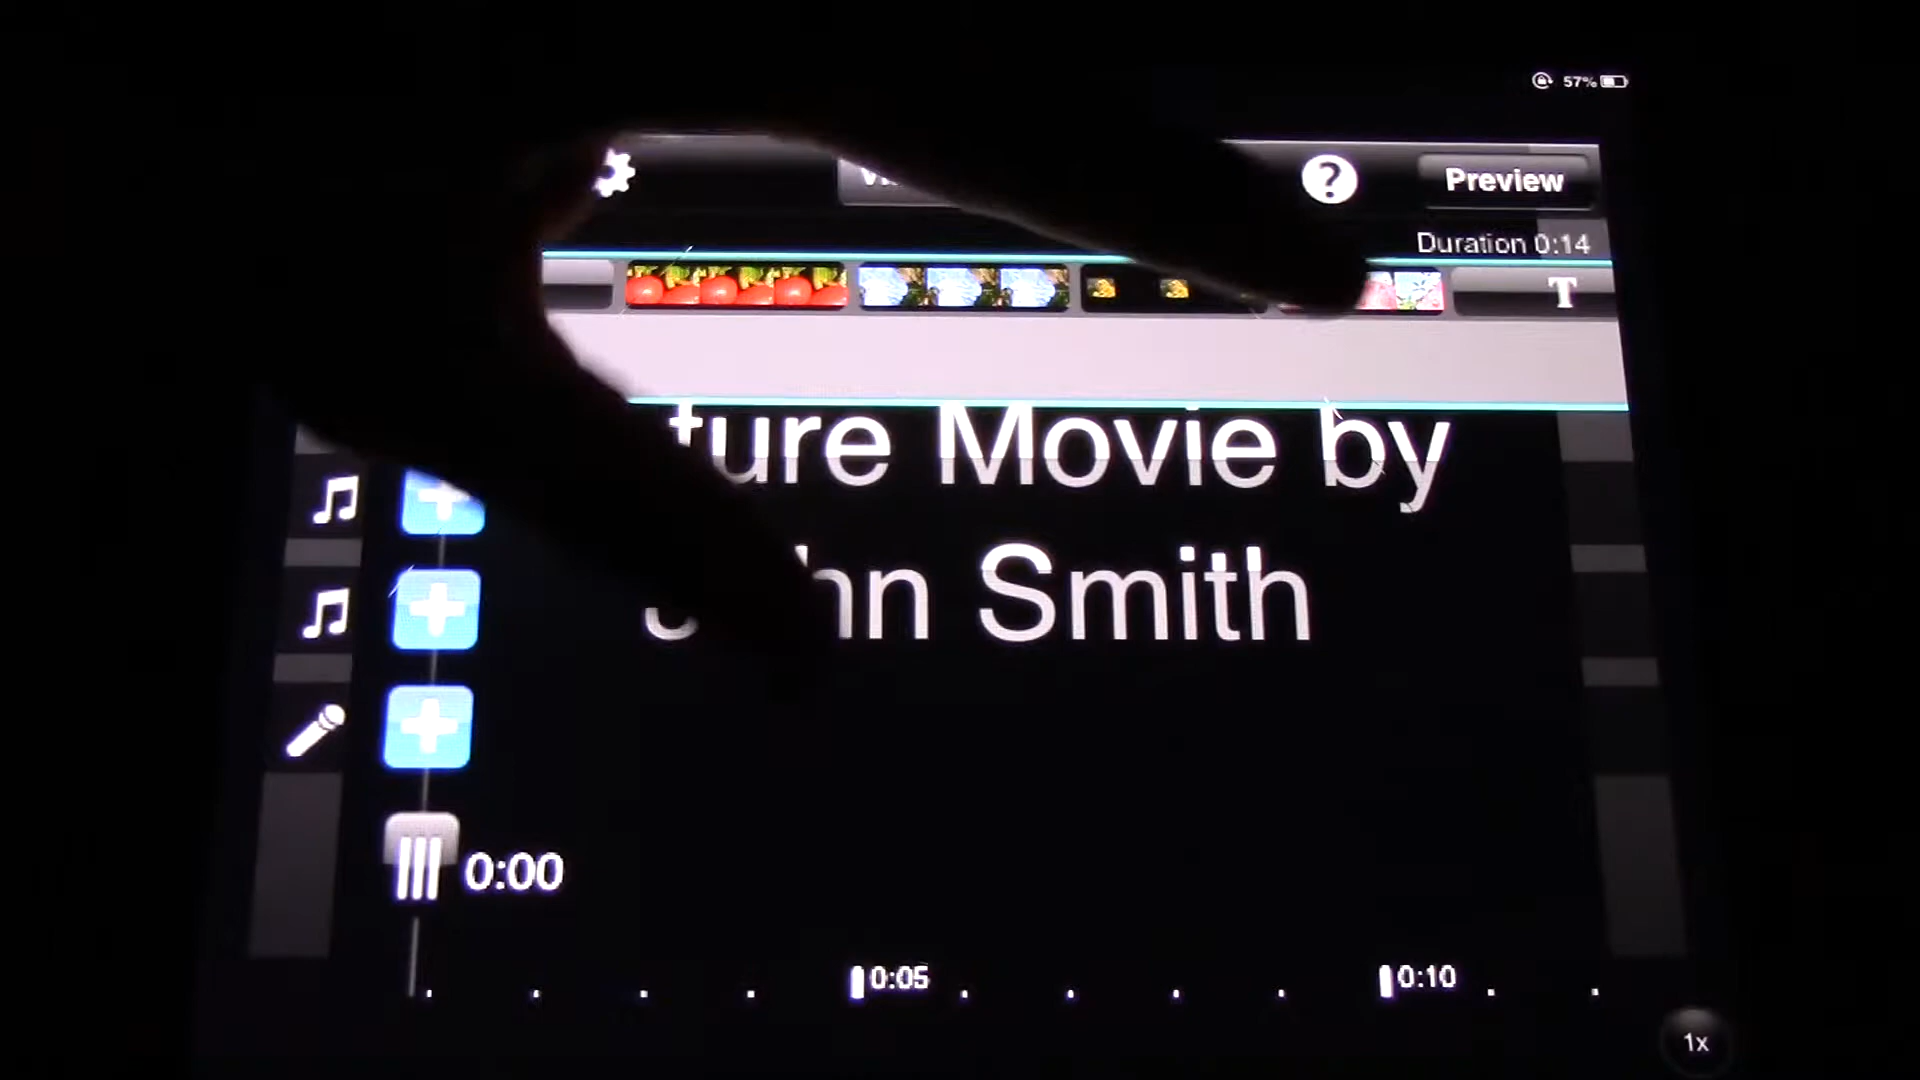 57%
Preview
Duration 0:14
T
ture Movie by
hn Smith
0:00
0:05
0:10
1x